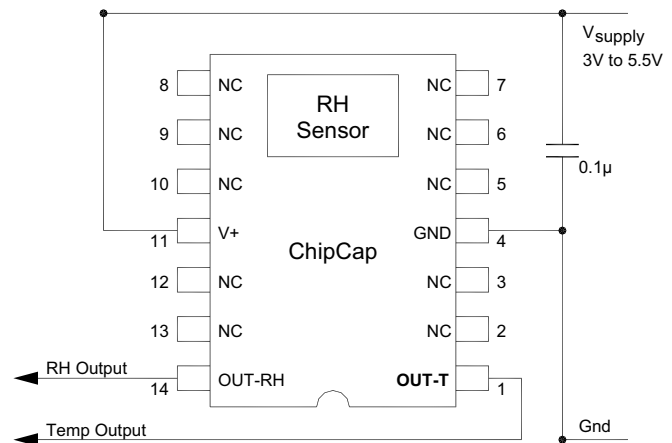 Vsupply
3V to 5.5V
8 NC
RH
Sensor
NC 7
9 NC
NC 6
10 NC
NC 5
0.1µ
11 V+
ChipCap
GND 4
12 NC
NC 3
13 NC
NC 2
RH Output
14 OUT-RH
OUT-T 1
Temp Output
Gnd